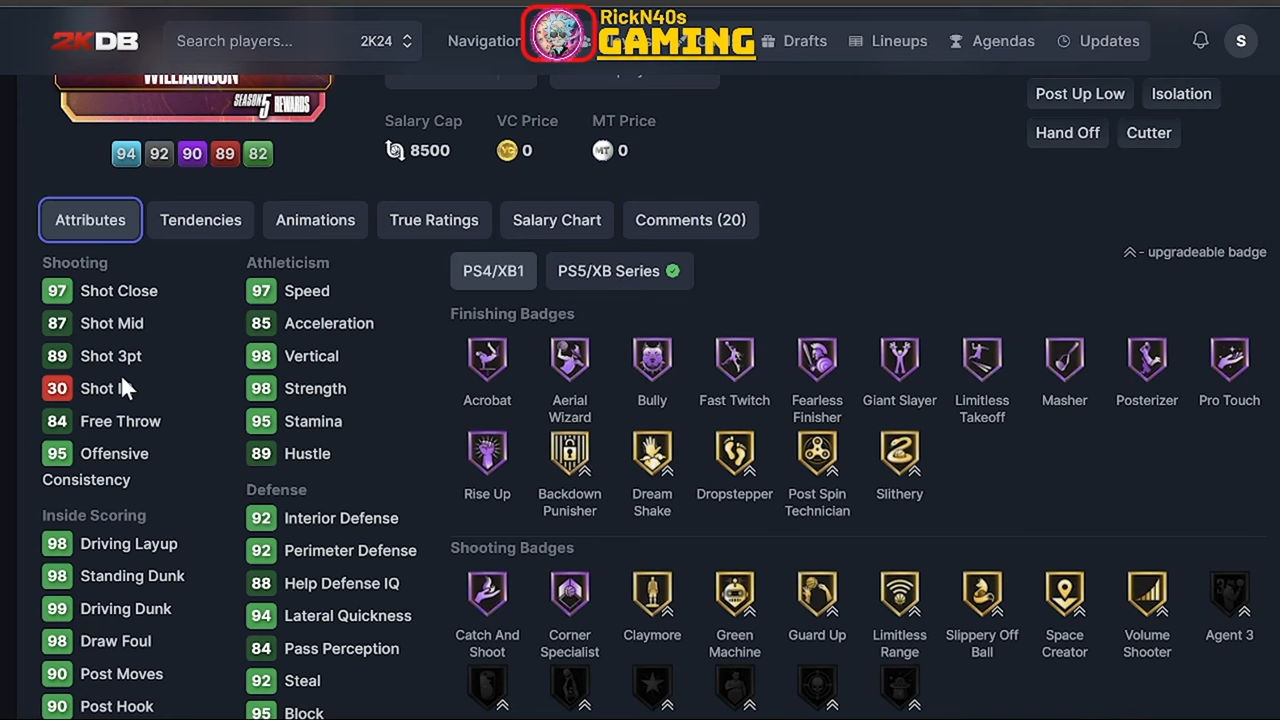 2KDB
Search players...
2K24
Navigation
RickN40s
GAMING
Drafts
Lineups
Agendas
Updates
S
WILLIAMSON
SEASON 5 REWARDS
94 92 90 89 82
Salary Cap
8500
VC Price
VC 0
MT Price
MT 0
Post Up Low
Isolation
Hand Off
Cutter
Attributes
Tendencies
Animations
True Ratings
Salary Chart
Comments (20)
- upgradeable badge
Shooting
97 Shot Close
87 Shot Mid
89 Shot 3pt
30 Shot
84 Free Throw
95 Offensive
Consistency
Inside Scoring
98 Driving Layup
98 Standing Dunk
99 Driving Dunk
98 Draw Foul
90 Post Moves
90 Post Hook
Athleticism
97 Speed
85 Acceleration
98 Vertical
98 Strength
95 Stamina
89 Hustle
Defense
92 Interior Defense
92 Perimeter Defense
88 Help Defense IQ
94 Lateral Quickness
84 Pass Perception
92 Steal
95 Block
PS4/XB1
PS5/XB Series
Finishing Badges
Acrobat
Aerial
Wizard
Bully
Fast Twitch
Fearless
Finisher
Giant Slayer
Limitless
Takeoff
Masher
Posterizer
Pro Touch
Rise Up
Backdown
Punisher
Dream
Shake
Dropstepper
Post Spin
Technician
Slithery
Shooting Badges
Catch And
Shoot
Corner
Specialist
Claymore
Green
Machine
Guard Up
Limitless
Range
Slippery Off
Ball
Space
Creator
Volume
Shooter
Agent 3